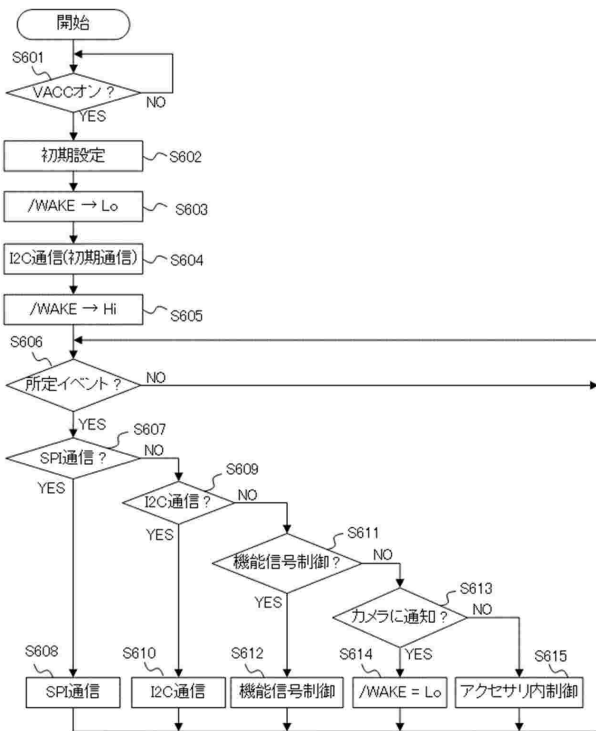 開始
S601
VACCオン?
NO
YES
初期設定
S602
/WAKE → Lo
S603
I2C通信(初期通信)
S604
/WAKE → Hi
S605
S606
所定イベント?
NO
YES
S607
SPI通信?
NO
YES
S609
I2C通信?
NO
YES
S611
機能信号制御?
NO
YES
S613
カメラに通知?
NO
YES
S608
SPI通信
S610
I2C通信
S612
機能信号制御
S614
/WAKE = Lo
S615
アクセサリ内制御